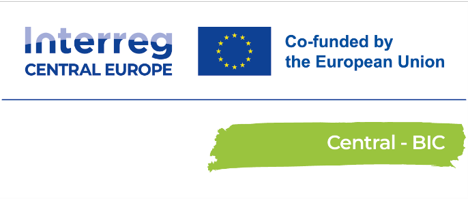 Interreg
CENTRAL EUROPE
Co-funded by
the European Union
Central - BIC